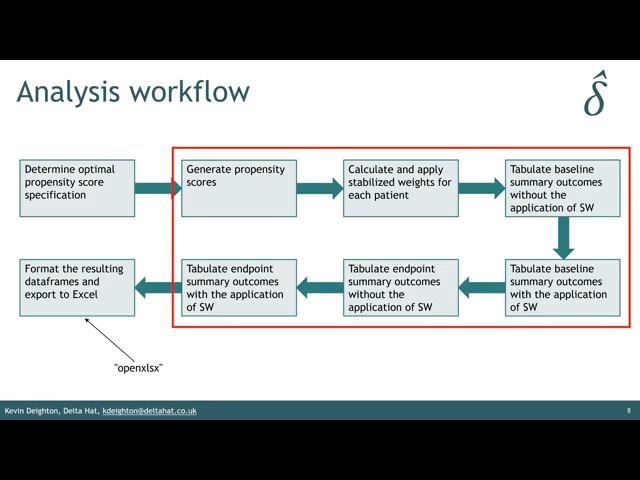 Analysis workflow
δ̂
Determine optimal
propensity score
specification
Generate propensity
scores
Calculate and apply
stabilized weights for
each patient
Tabulate baseline
summary outcomes
without the
application of SW
Format the resulting
dataframes and
export to Excel
Tabulate endpoint
summary outcomes
with the application
of SW
Tabulate endpoint
summary outcomes
without the
application of SW
Tabulate baseline
summary outcomes
with the application
of SW
"openxlsx"
Kevin Deighton, Delta Hat, kdeighton@deltahat.co.uk
8